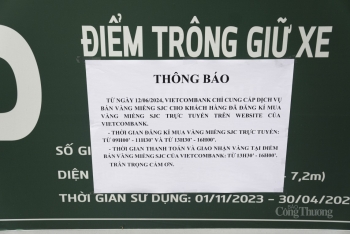 ĐIỂM TRÔNG GIỮ XE
THÔNG BÁO
TỪ NGÀY 12/06/2024, VIETCOMBANK CHỈ CUNG CẤP DỊCH VỤ
BÁN VÀNG MIẾNG SJC CHO KHÁCH HÀNG ĐÃ ĐĂNG KÍ MUA
VÀNG MIẾNG SJC TRỰC TUYẾN TRÊN WEBSITE CỦA
VIETCOMBANK.
- THỜI GIAN ĐĂNG KÍ MUA VÀNG MIẾNG SJC TRỰC TUYẾN:
TỪ 09H00' - 11H30' VÀ TỪ 13H30' - 16H00'.
- THỜI GIAN THANH TOÁN VÀ GIAO NHẬN VÀNG TẠI ĐIỂM
BÁN VÀNG MIẾNG SJC CỦA VIETCOMBANK: TỪ 13H30' - 16H00'.
TRÂN TRỌNG CẢM ƠN.
SỐ GI
DIỆN
7,2m)
THỜI GIAN SỬ DỤNG: 01/11/2023 - 30/04/202
Công Thương